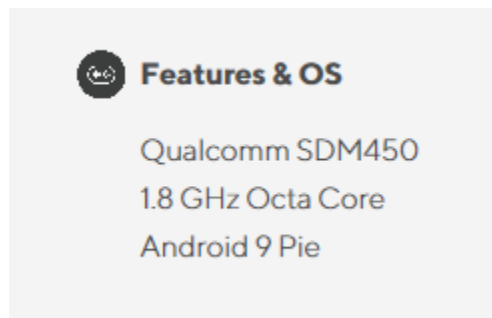 Features & OS
Qualcomm SDM450
1.8 GHz Octa Core
Android 9 Pie